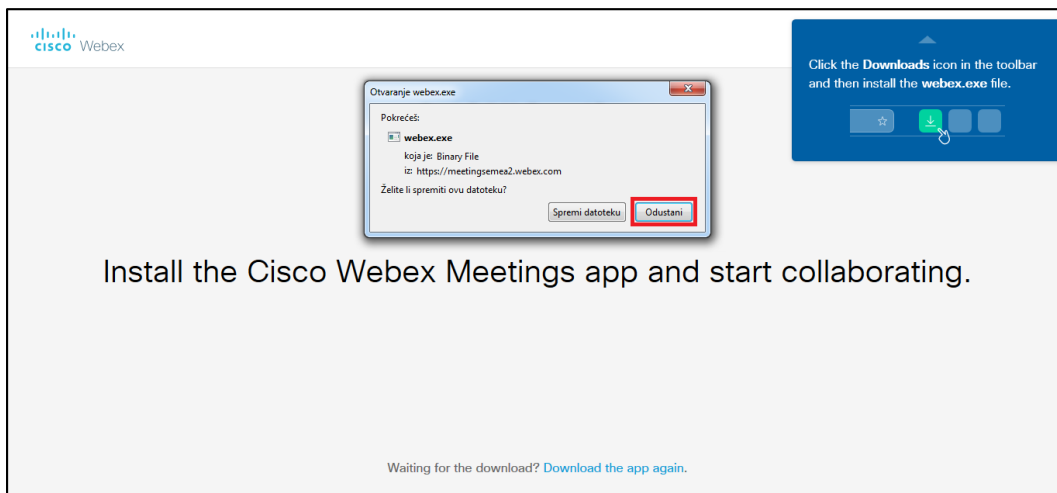 CISCO Webex
Click the Downloads icon in the toolbar
and then install the webex.exe file.
Otvaranje webex.exe
Pokrećeš:
webex.exe
koja je: Binary File
iz: https://meetingsemea2.webex.com
Želite li spremiti ovu datoteku?
Spremi datoteku Odustani
Install the Cisco Webex Meetings app and start collaborating.
Waiting for the download? Download the app again.